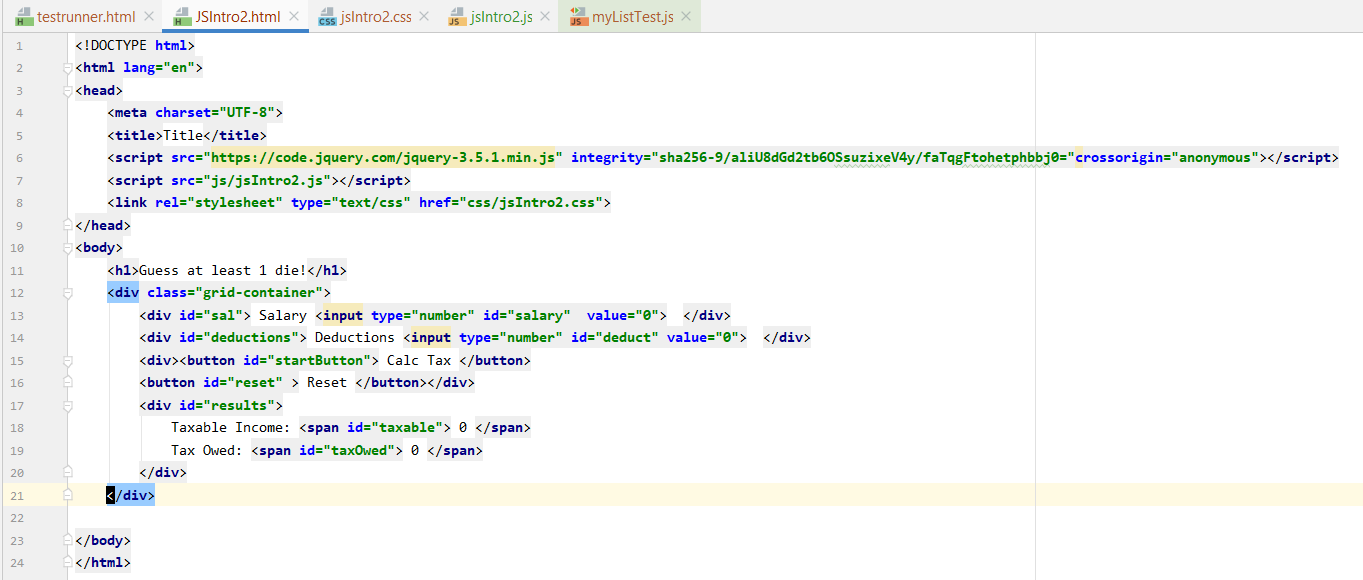 testrunner.html JSIntro2.html jsIntro2.css jsIntro2.js myListTest.js
1 <!DOCTYPE html>
2 <html lang="en">
3 <head>
4 <meta charset="UTF-8">
5 <title>Title</title>
6 <script src="https://code.jquery.com/jquery-3.5.1.min.js" integrity="sha256-9/aliU8dGd2tb6OSsuzixeV4y/faTqgFtohetphbbj0="crossorigin="anonymous"></script>
7 <script src="js/jsIntro2.js"></script>
8 <link rel="stylesheet" type="text/css" href="css/jsIntro2.css">
9 </head>
10 <body>
11 <h1>Guess at least 1 die!</h1>
12 <div class="grid-container">
13 <div id="sal"> Salary <input type="number" id="salary"  value="0">  </div>
14 <div id="deductions"> Deductions <input type="number" id="deduct" value="0">  </div>
15 <div><button id="startButton"> Calc Tax </button>
16 <button id="reset" > Reset </button></div>
17 <div id="results">
18 Taxable Income: <span id="taxable"> 0 </span>
19 Tax Owed: <span id="taxOwed"> 0 </span>
20 </div>
21 </div>
22
23 </body>
24 </html>